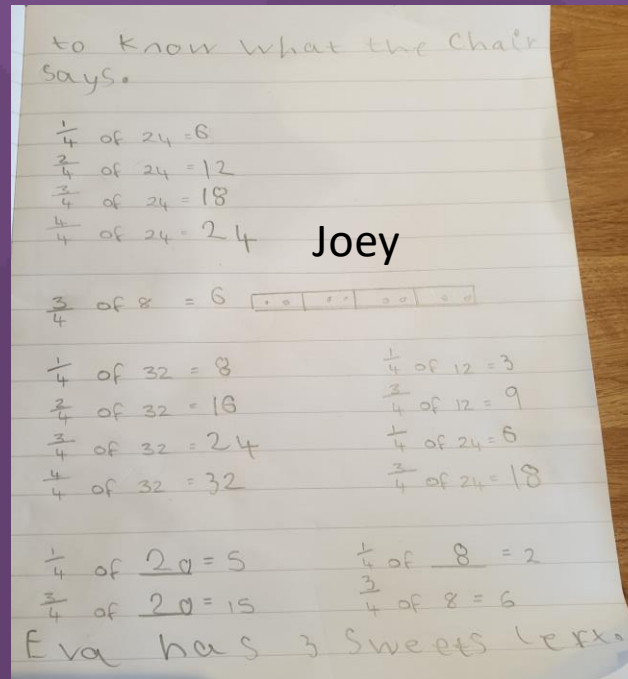 to know what the Chair
says.
1/4 of 24 = 6
2/4 of 24 = 12
3/4 of 24 = 18
4/4 of 24 = 24
Joey
3/4 of 8 = 6
1/4 of 32 = 8
2/4 of 32 = 16
3/4 of 32 = 24
4/4 of 32 = 32
1/4 of 12 = 3
3/4 of 12 = 9
1/4 of 24 = 6
3/4 of 24 = 18
1/4 of 20 = 5
3/4 of 20 = 15
1/4 of 8 = 2
3/4 of 8 = 6
Eva has 3 Sweets